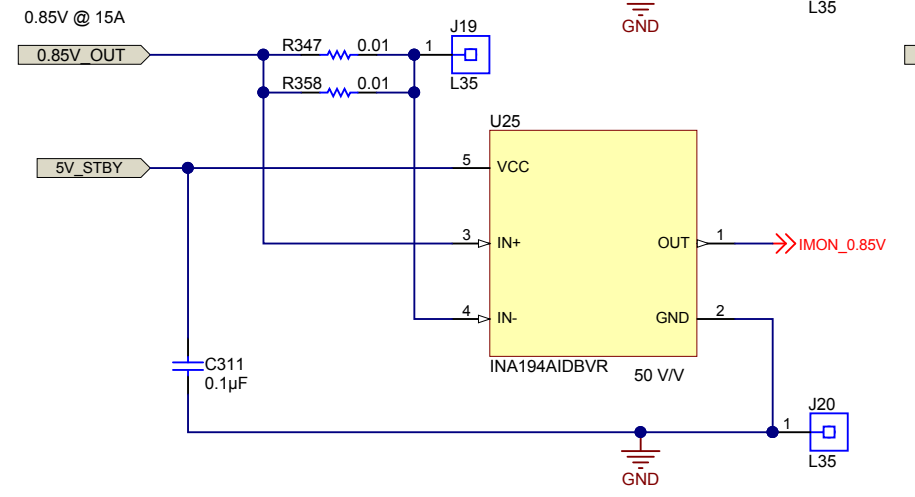 0.85V @ 15A
L35
GND
J19
0.85V_OUT
R347 0.01
1
R358 0.01
L35
U25
5V_STBY
5 VCC
3 IN+
OUT 1
IMON_0.85V
4 IN-
GND 2
C311
0.1µF
INA194AIDBVR
50 V/V
J20
1
L35
GND